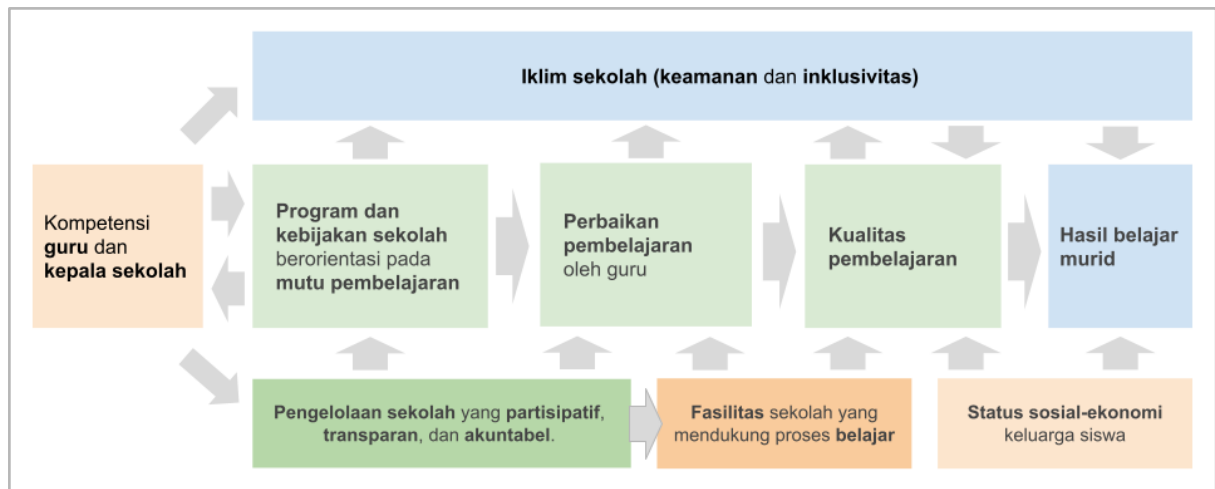 Iklim sekolah (keamanan dan inklusivitas)
Kompetensi
guru dan
kepala sekolah
Program dan
kebijakan sekolah
berorientasi pada
mutu pembelajaran
Perbaikan
pembelajaran
oleh guru
Kualitas
pembelajaran
Hasil belajar
murid
Pengelolaan sekolah yang partisipatif,
transparan, dan akuntabel.
Fasilitas sekolah yang
mendukung proses belajar
Status sosial-ekonomi
keluarga siswa